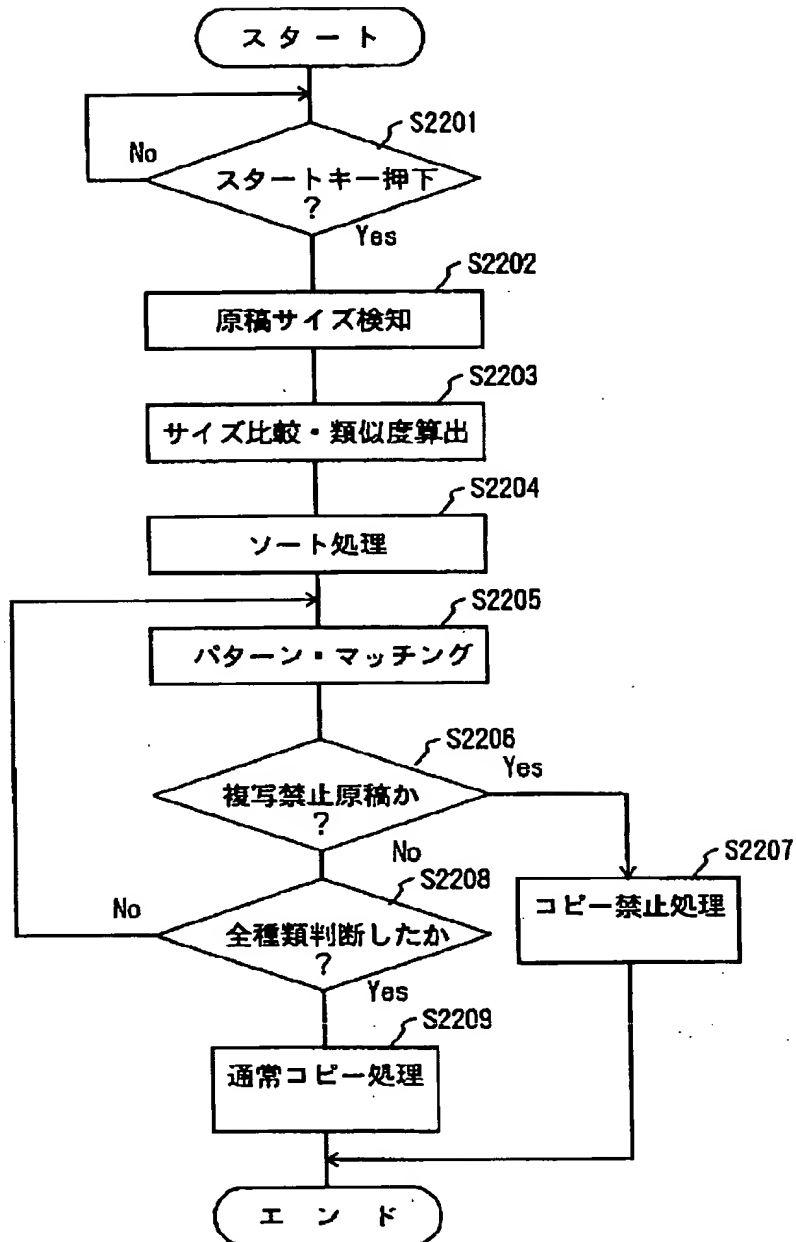 スタート
S2201
No
スタートキー押下
?
Yes
S2202
原稿サイズ検知
S2203
サイズ比較・類似度算出
S2204
ソート処理
S2205
パターン・マッチング
S2206
Yes
複写禁止原稿か
?
No
S2207
コピー禁止処理
S2208
No
全種類判断したか
?
Yes
S2209
通常コピー処理
エンド